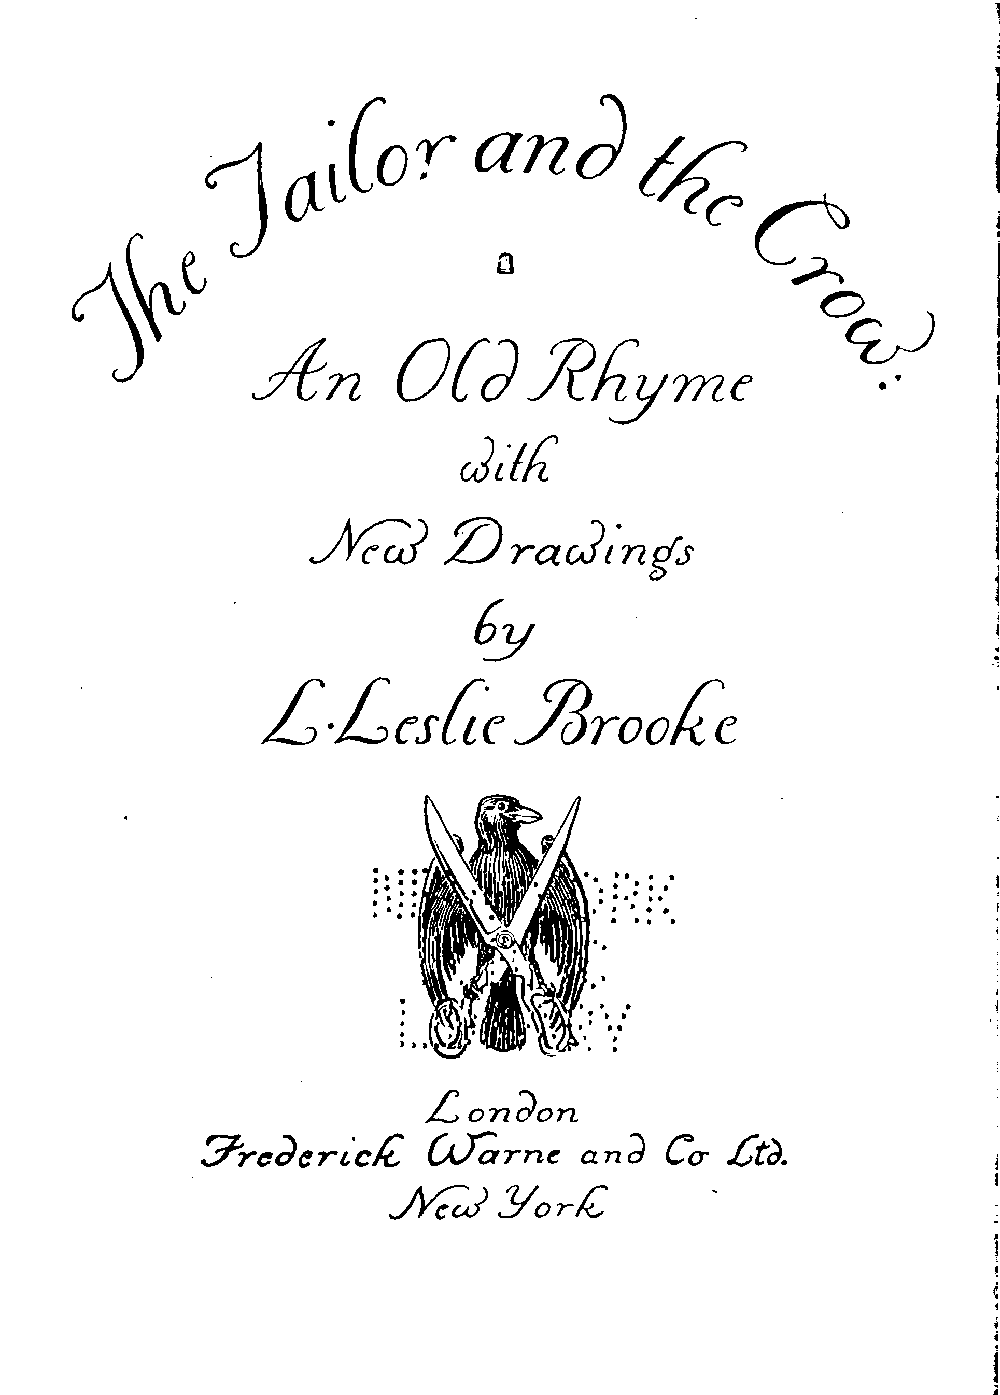 The Tailor and the Crow:
An Old Rhyme
with
New Drawings
by
L. Leslie Brooke
London
Frederick Warne and Co Ltd.
New York